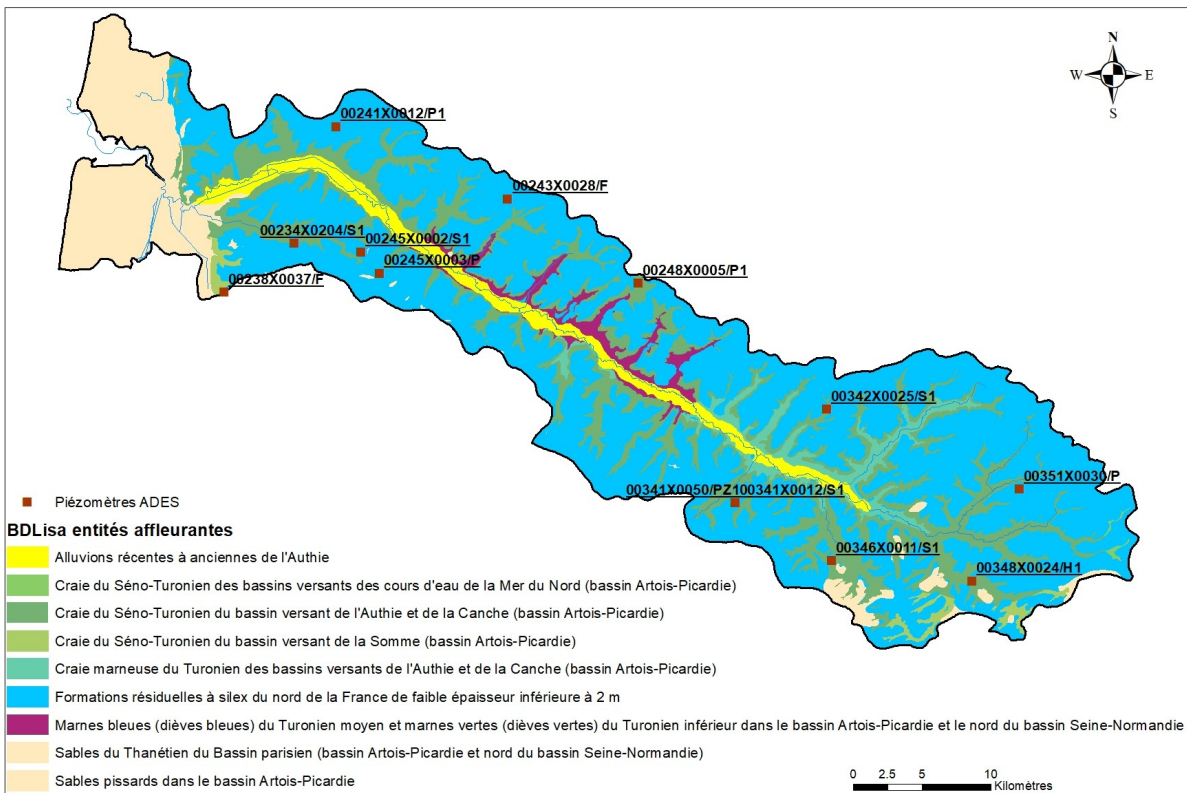 N
W E
S
00241X0012/P1
00243X0028/F
00234X0204/S1
00245X0002/S1
00245X0003/P
00248X0005/P1
00238X0037/F
00342X0025/S1
00351X0030/P
00341X0050/PZ100341X0012/S1
00346X0011/S1
00348X0024/H1
Piézomètres ADES
BDLisa entités affleurantes
Alluvions récentes à anciennes de l'Authie
Craie du Séno-Turonien des bassins versants des cours d'eau de la Mer du Nord (bassin Artois-Picardie)
Craie du Séno-Turonien du bassin versant de l'Authie et de la Canche (bassin Artois-Picardie)
Craie du Séno-Turonien du bassin versant de la Somme (bassin Artois-Picardie)
Craie marneuse du Turonien des bassins versants de l'Authie et de la Canche (bassin Artois-Picardie)
Formations résiduelles à silex du nord de la France de faible épaisseur inférieure à 2 m
Marnes bleues (dièves bleues) du Turonien moyen et marnes vertes (dièves vertes) du Turonien inférieur dans le bassin Artois-Picardie et le nord du bassin Seine-Normandie
Sables du Thanétien du Bassin parisien (bassin Artois-Picardie et nord du bassin Seine-Normandie)
Sables pissards dans le bassin Artois-Picardie
0 2.5 5 10
Kilomètres